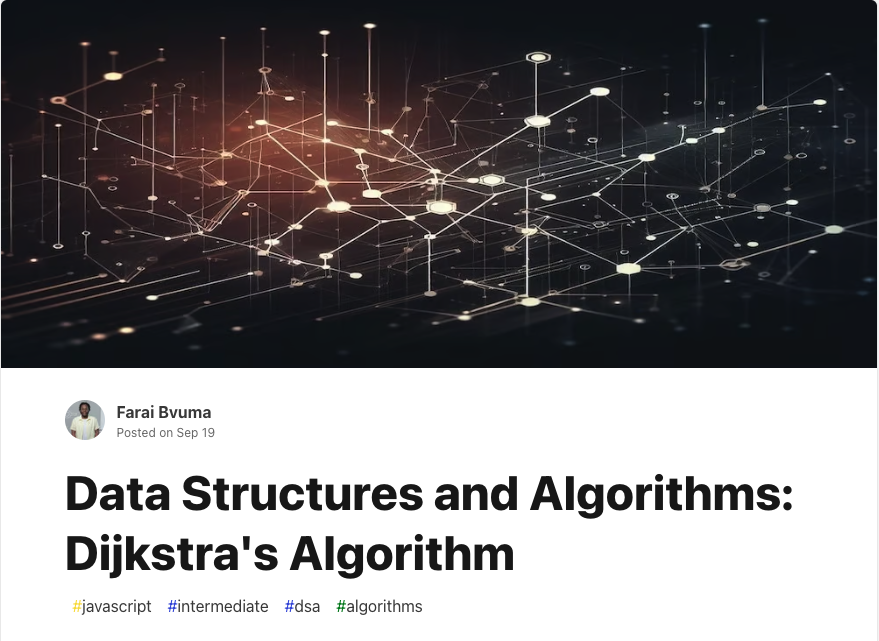 Farai Bvuma
Posted on Sep 19
Data Structures and Algorithms:
Dijkstra's Algorithm
#javascript #intermediate #dsa #algorithms